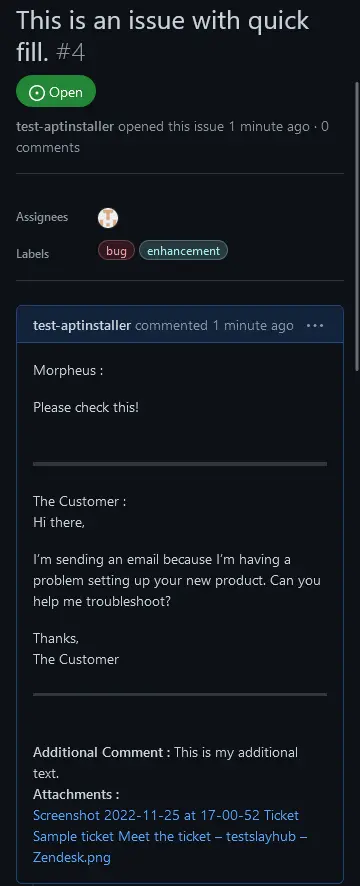 This is an issue with quick
fill. #4
Open
test-aptinstaller opened this issue 1 minute ago · 0
comments
Assignees
Labels bug enhancement
test-aptinstaller commented 1 minute ago ...
Morpheus :
Please check this!
The Customer :
Hi there,
I'm sending an email because I'm having a
problem setting up your new product. Can you
help me troubleshoot?
Thanks,
The Customer
Additional Comment : This is my additional
text.
Attachments :
Screenshot 2022-11-25 at 17-00-52 Ticket
Sample ticket Meet the ticket – testslayhub –
Zendesk.png